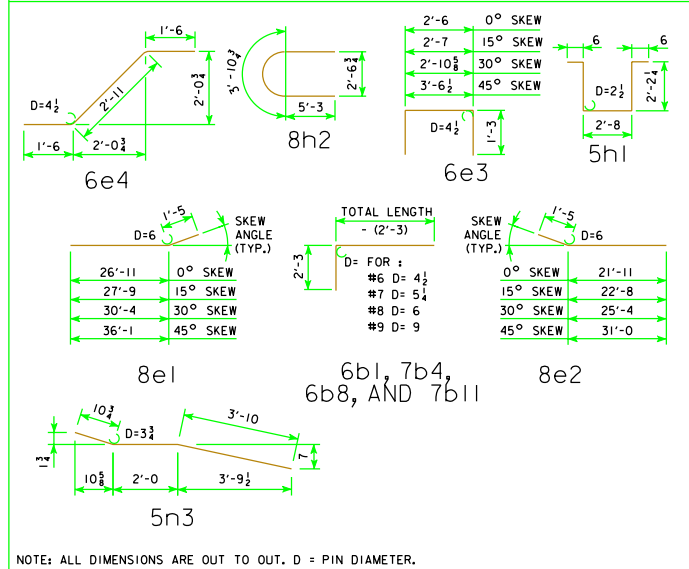 1'-6
D=4½
2'-11
2'-0¾
1'-6
2'-0¾
6e4
3'-10¾
2'-6¾
5'-3
8h2
2'-6 0° SKEW
2'-7 15° SKEW
2'-10⅝ 30° SKEW
3'-6½ 45° SKEW
D=4½
1'-3
6e3
6 6
D=2½
2'-2¼
2'-8
5h1
1'-5
D=6
SKEW
ANGLE
(TYP.)
26'-11 0° SKEW
27'-9 15° SKEW
30'-4 30° SKEW
36'-1 45° SKEW
8e1
TOTAL LENGTH
- (2'-3)
2'-3
D= FOR :
#6 D= 4½
#7 D= 5¼
#8 D= 6
#9 D= 9
6b1, 7b4,
6b8, AND 7b11
SKEW
ANGLE
(TYP.)
1'-5
D=6
0° SKEW 21'-11
15° SKEW 22'-8
30° SKEW 25'-4
45° SKEW 31'-0
8e2
10¾
D=3¾
3'-10
1¾
7
10⅝ 2'-0 3'-9½
5n3
NOTE: ALL DIMENSIONS ARE OUT TO OUT. D = PIN DIAMETER.